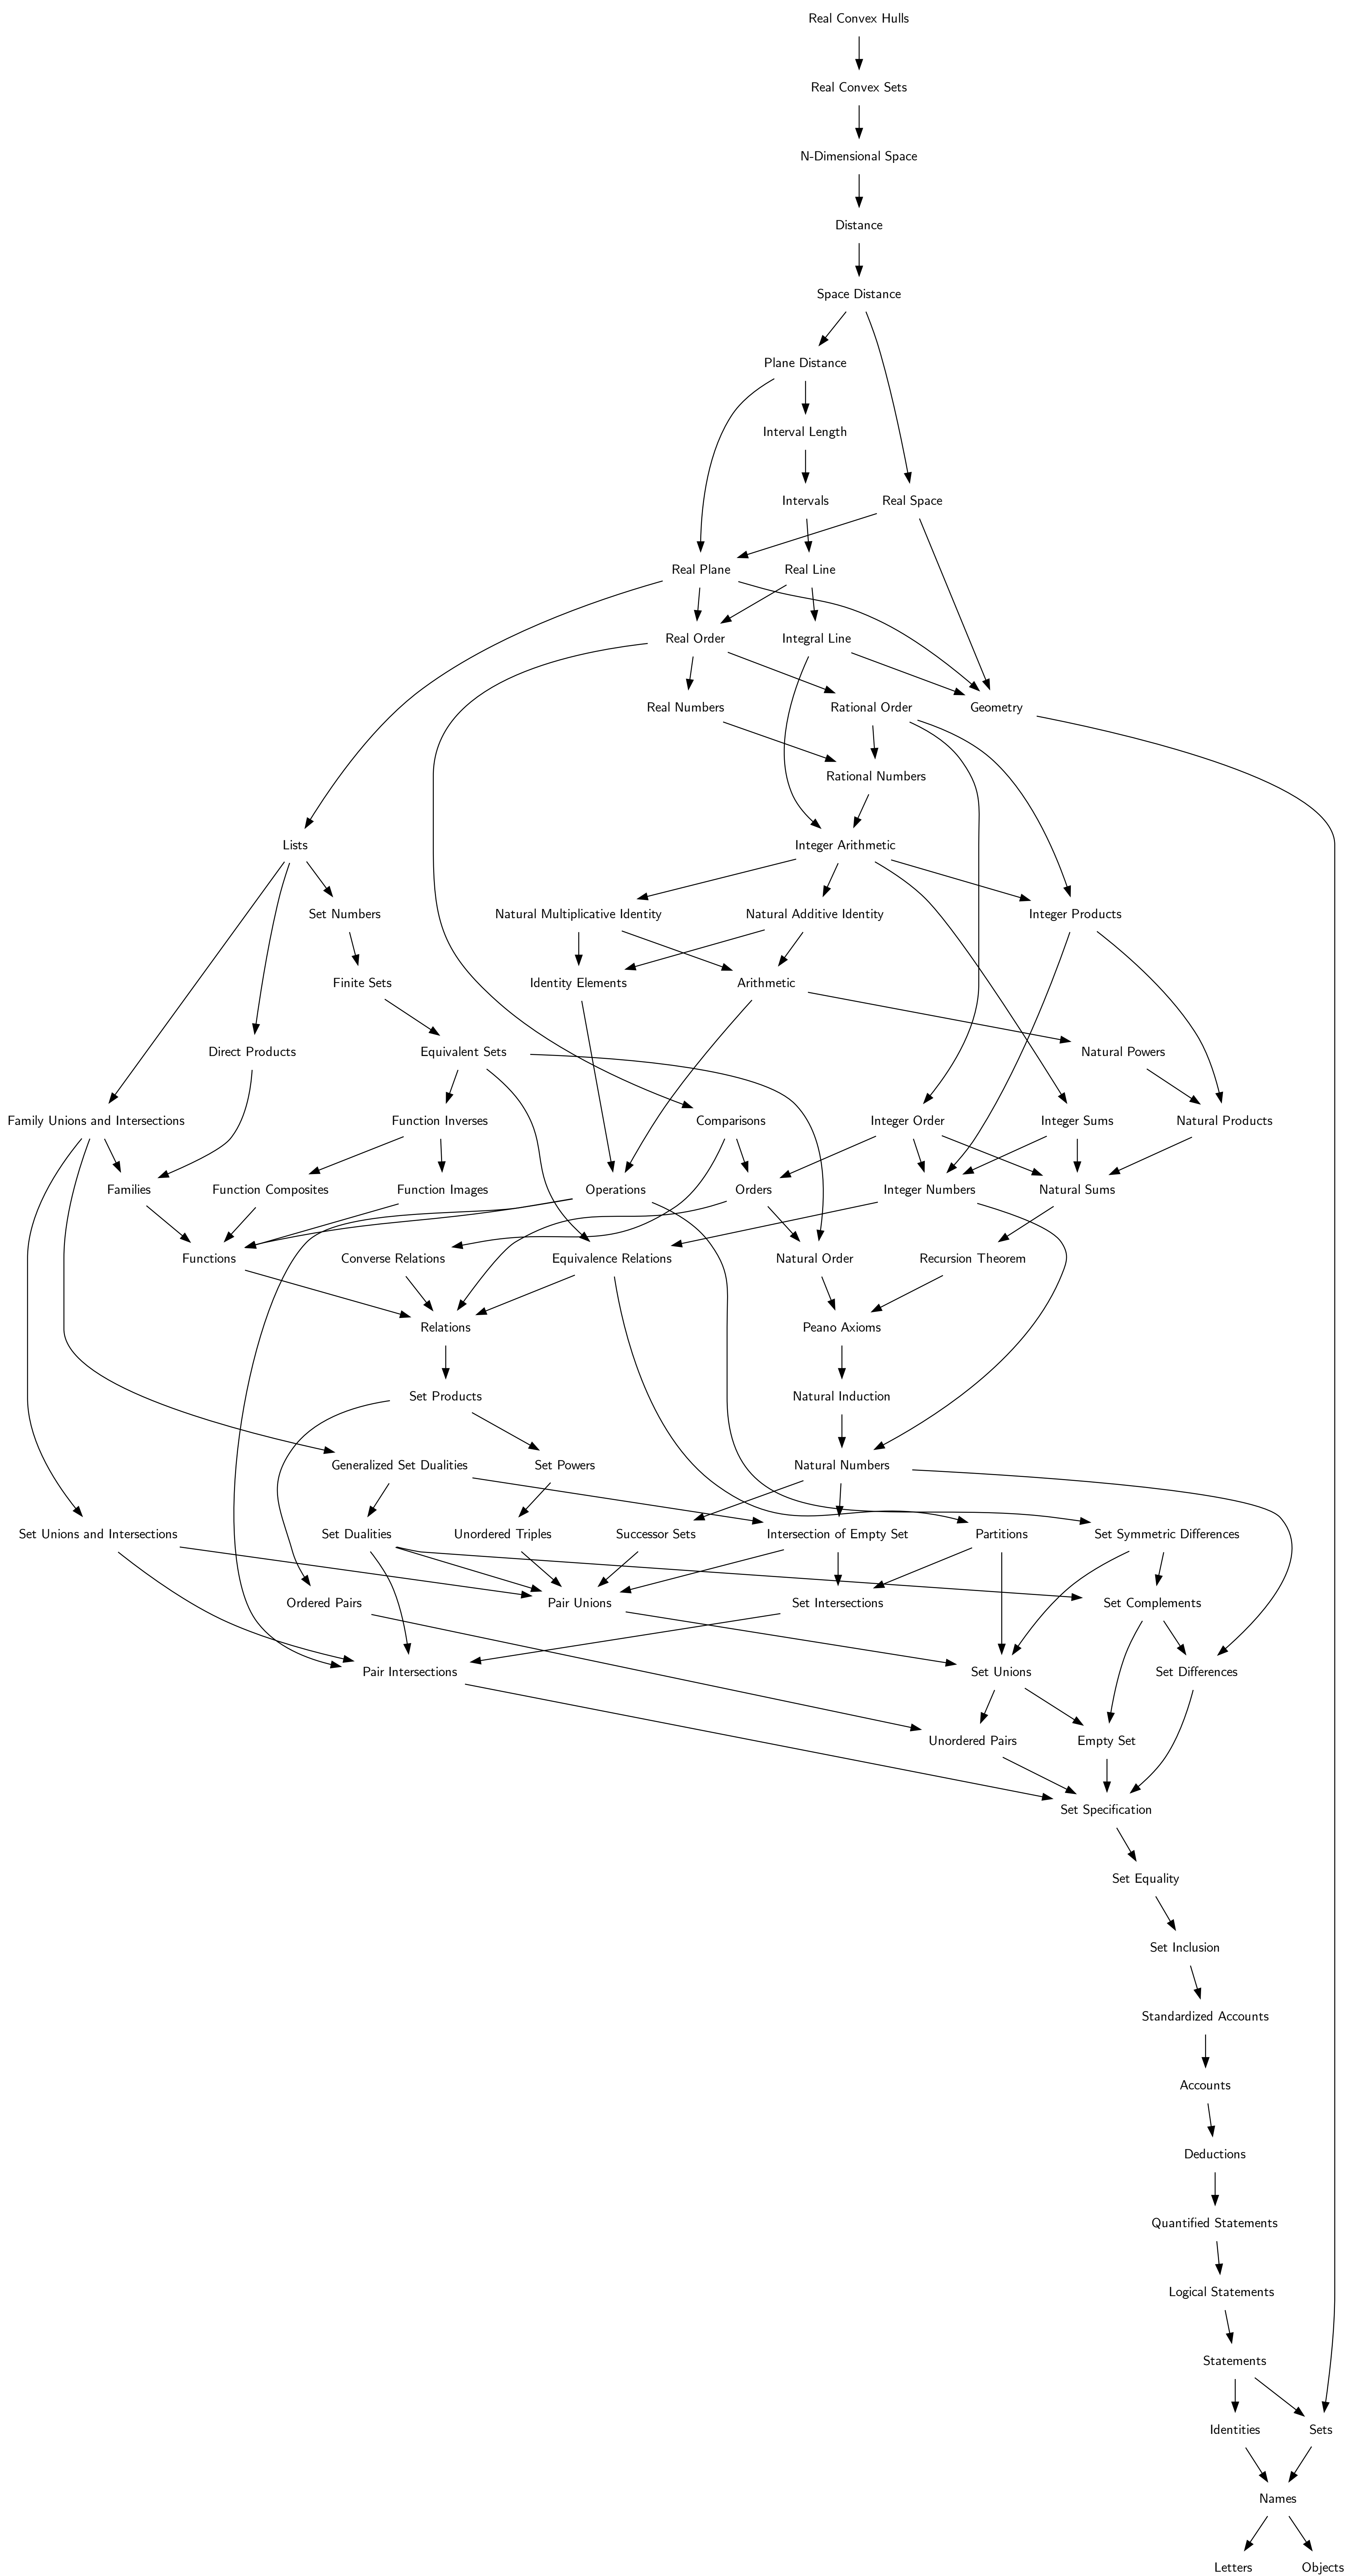 Real Convex Hulls
Real Convex Sets
N-Dimensional Space
Distance
Space Distance
Plane Distance
Interval Length
Intervals
Real Space
Real Plane
Real Line
Real Order
Integral Line
Real Numbers
Rational Order
Geometry
Rational Numbers
Lists
Integer Arithmetic
Set Numbers
Natural Multiplicative Identity
Natural Additive Identity
Integer Products
Finite Sets
Identity Elements
Arithmetic
Direct Products
Equivalent Sets
Natural Powers
Family Unions and Intersections
Function Inverses
Comparisons
Integer Order
Integer Sums
Natural Products
Families
Function Composites
Function Images
Operations
Orders
Integer Numbers
Natural Sums
Functions
Converse Relations
Equivalence Relations
Natural Order
Recursion Theorem
Relations
Peano Axioms
Set Products
Natural Induction
Generalized Set Dualities
Set Powers
Natural Numbers
Set Unions and Intersections
Set Dualities
Unordered Triples
Successor Sets
Intersection of Empty Set
Partitions
Set Symmetric Differences
Ordered Pairs
Pair Unions
Set Intersections
Set Complements
Pair Intersections
Set Unions
Set Differences
Unordered Pairs
Empty Set
Set Specification
Set Equality
Set Inclusion
Standardized Accounts
Accounts
Deductions
Quantified Statements
Logical Statements
Statements
Identities
Sets
Names
Letters
Objects